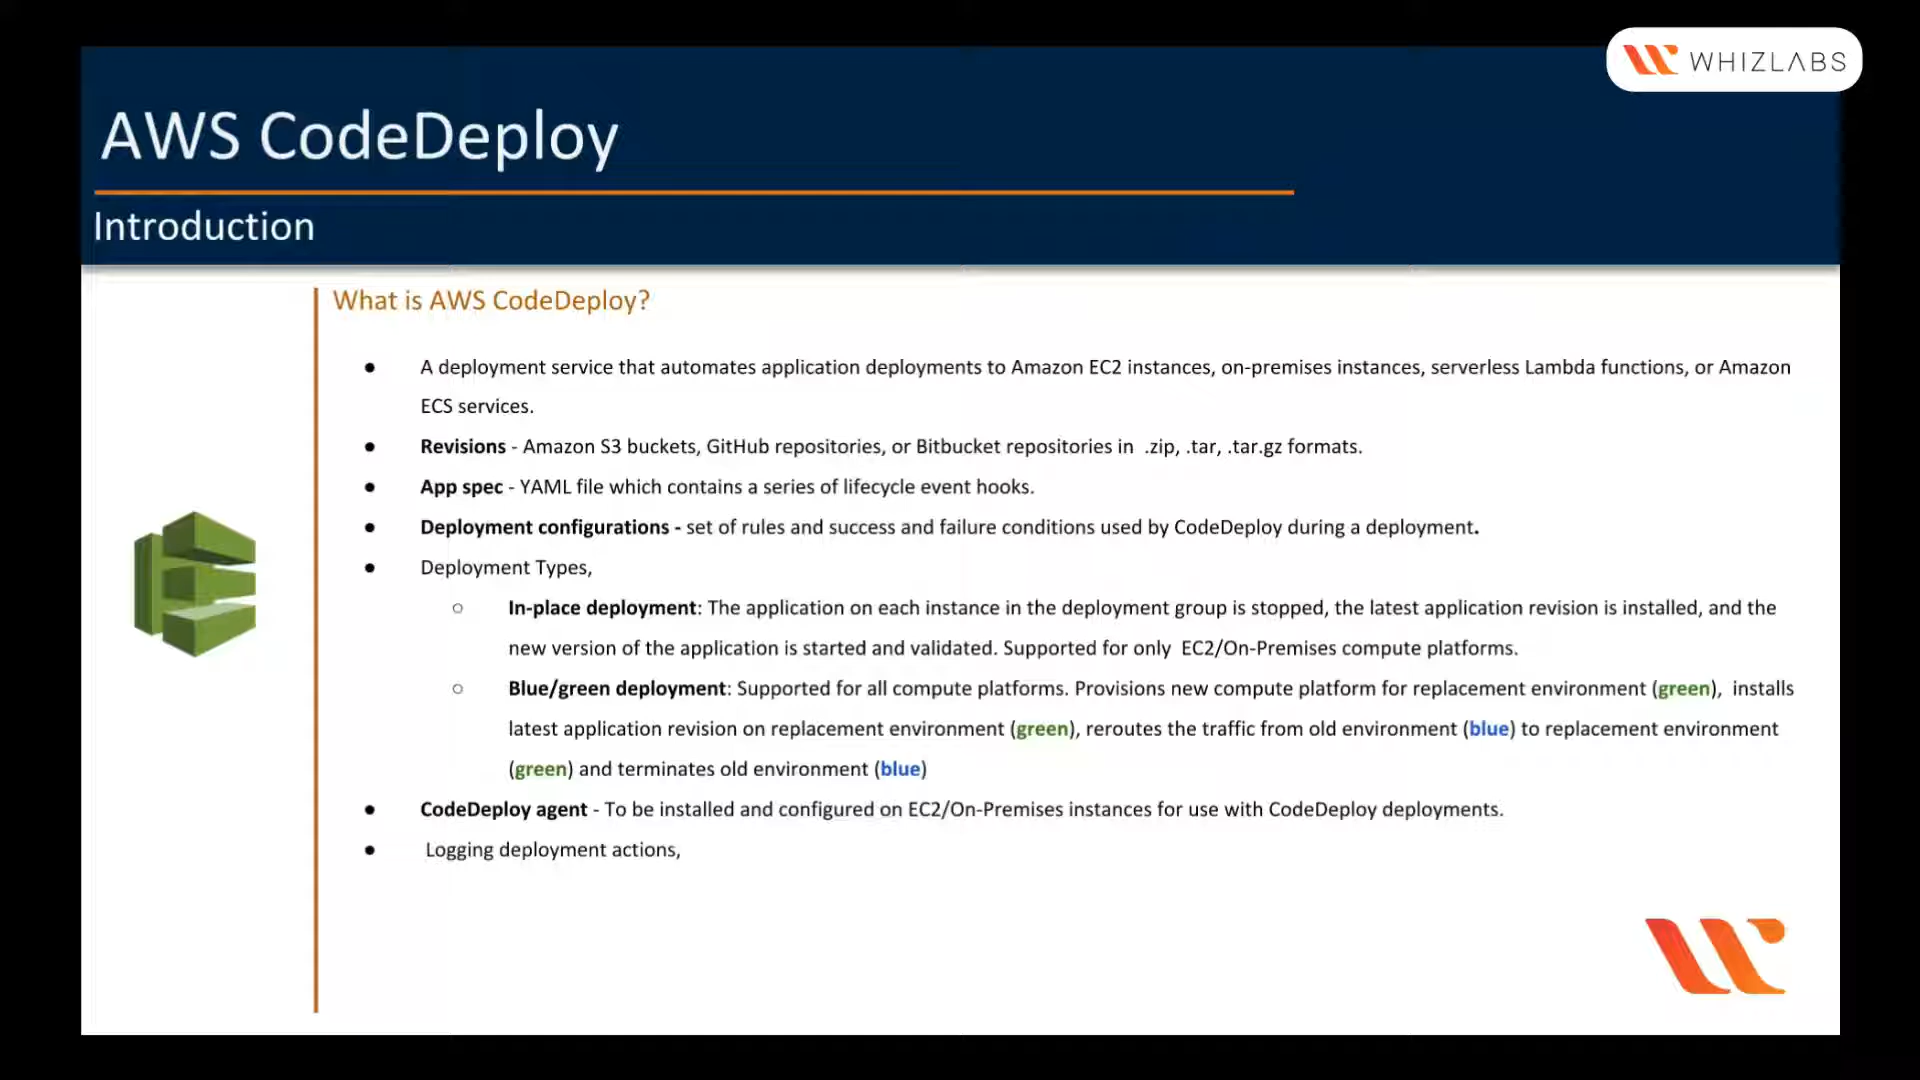 WHIZLABS
AWS CodeDeploy
Introduction
What is AWS CodeDeploy?
● A deployment service that automates application deployments to Amazon EC2 instances, on-premises instances, serverless Lambda functions, or Amazon
ECS services.
● Revisions - Amazon S3 buckets, GitHub repositories, or Bitbucket repositories in .zip, .tar, .tar.gz formats.
● App spec - YAML file which contains a series of lifecycle event hooks.
● Deployment configurations - set of rules and success and failure conditions used by CodeDeploy during a deployment.
● Deployment Types,
○ In-place deployment: The application on each instance in the deployment group is stopped, the latest application revision is installed, and the
new version of the application is started and validated. Supported for only EC2/On-Premises compute platforms.
○ Blue/green deployment: Supported for all compute platforms. Provisions new compute platform for replacement environment (green), installs
latest application revision on replacement environment (green), reroutes the traffic from old environment (blue) to replacement environment
(green) and terminates old environment (blue)
● CodeDeploy agent - To be installed and configured on EC2/On-Premises instances for use with CodeDeploy deployments.
● Logging deployment actions,